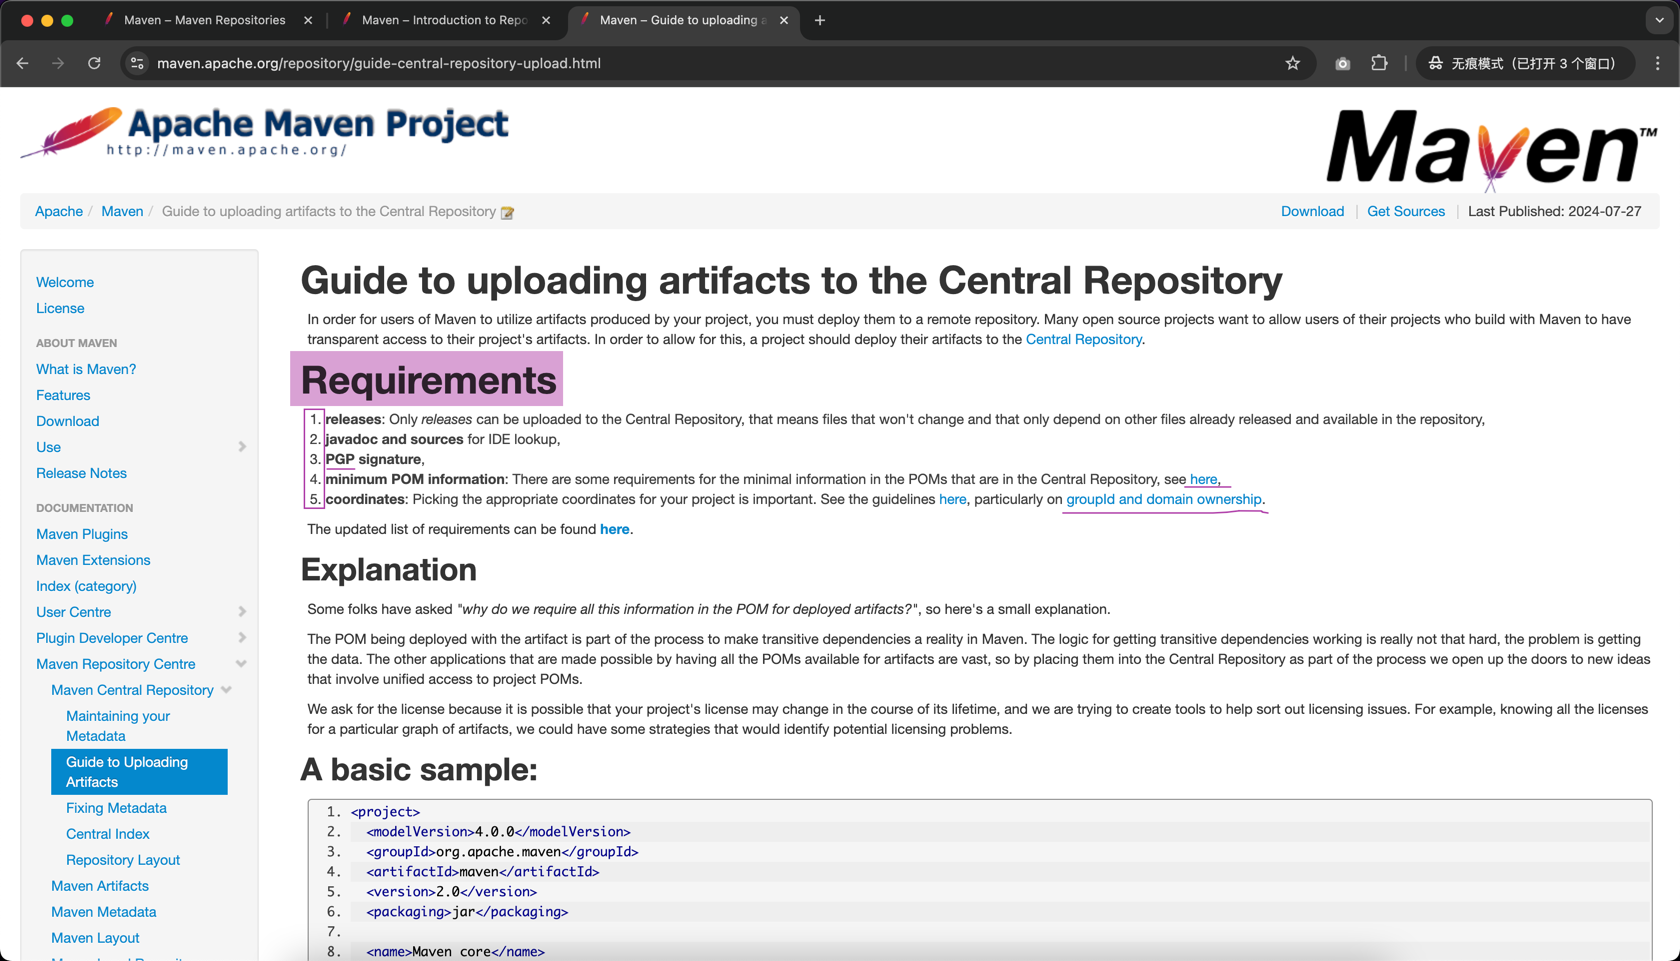 Maven – Maven Repositories
Maven – Introduction to Repo
Maven – Guide to uploading a
maven.apache.org/repository/guide-central-repository-upload.html
无痕模式（已打开 3 个窗口）
Apache Maven Project
http://maven.apache.org/
Maven™
Apache / Maven / Guide to uploading artifacts to the Central Repository
Download | Get Sources | Last Published: 2024-07-27
Welcome
License
ABOUT MAVEN
What is Maven?
Features
Download
Use
Release Notes
DOCUMENTATION
Maven Plugins
Maven Extensions
Index (category)
User Centre
Plugin Developer Centre
Maven Repository Centre
Maven Central Repository
Maintaining your
Metadata
Guide to Uploading
Artifacts
Fixing Metadata
Central Index
Repository Layout
Maven Artifacts
Maven Metadata
Maven Layout
Guide to uploading artifacts to the Central Repository
In order for users of Maven to utilize artifacts produced by your project, you must deploy them to a remote repository. Many open source projects want to allow users of their projects who build with Maven to have
transparent access to their project's artifacts. In order to allow for this, a project should deploy their artifacts to the Central Repository.
Requirements
1. releases: Only releases can be uploaded to the Central Repository, that means files that won't change and that only depend on other files already released and available in the repository,
2. javadoc and sources for IDE lookup,
3. PGP signature,
4. minimum POM information: There are some requirements for the minimal information in the POMs that are in the Central Repository, see here,
5. coordinates: Picking the appropriate coordinates for your project is important. See the guidelines here, particularly on groupId and domain ownership.
The updated list of requirements can be found here.
Explanation
Some folks have asked "why do we require all this information in the POM for deployed artifacts?", so here's a small explanation.
The POM being deployed with the artifact is part of the process to make transitive dependencies a reality in Maven. The logic for getting transitive dependencies working is really not that hard, the problem is getting
the data. The other applications that are made possible by having all the POMs available for artifacts are vast, so by placing them into the Central Repository as part of the process we open up the doors to new ideas
that involve unified access to project POMs.
We ask for the license because it is possible that your project's license may change in the course of its lifetime, and we are trying to create tools to help sort out licensing issues. For example, knowing all the licenses
for a particular graph of artifacts, we could have some strategies that would identify potential licensing problems.
A basic sample:
1. <project>
2. <modelVersion>4.0.0</modelVersion>
3. <groupId>org.apache.maven</groupId>
4. <artifactId>maven</artifactId>
5. <version>2.0</version>
6. <packaging>jar</packaging>
7.
8. <name>Maven core</name>